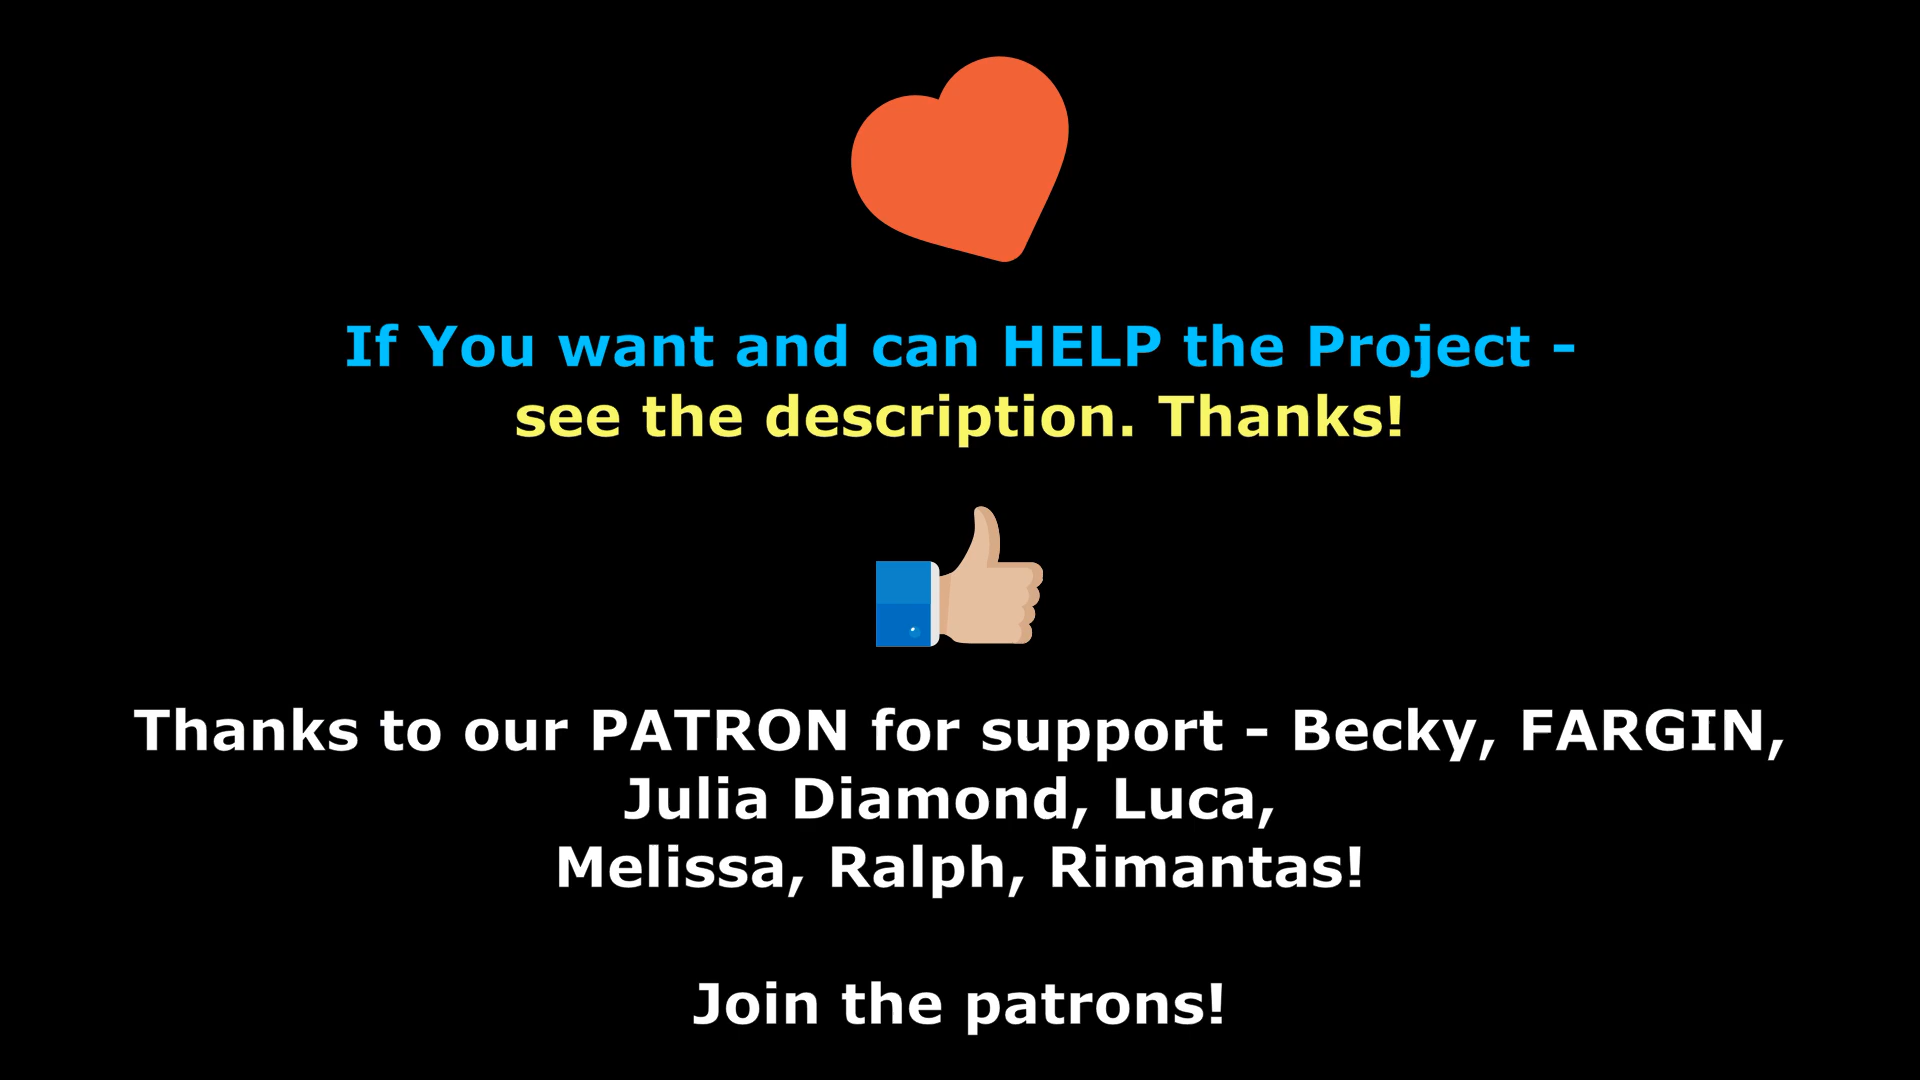 If You want and can HELP the Project -
see the description. Thanks!
Thanks to our PATRON for support - Becky, FARGIN,
Julia Diamond, Luca,
Melissa, Ralph, Rimantas!
Join the patrons!